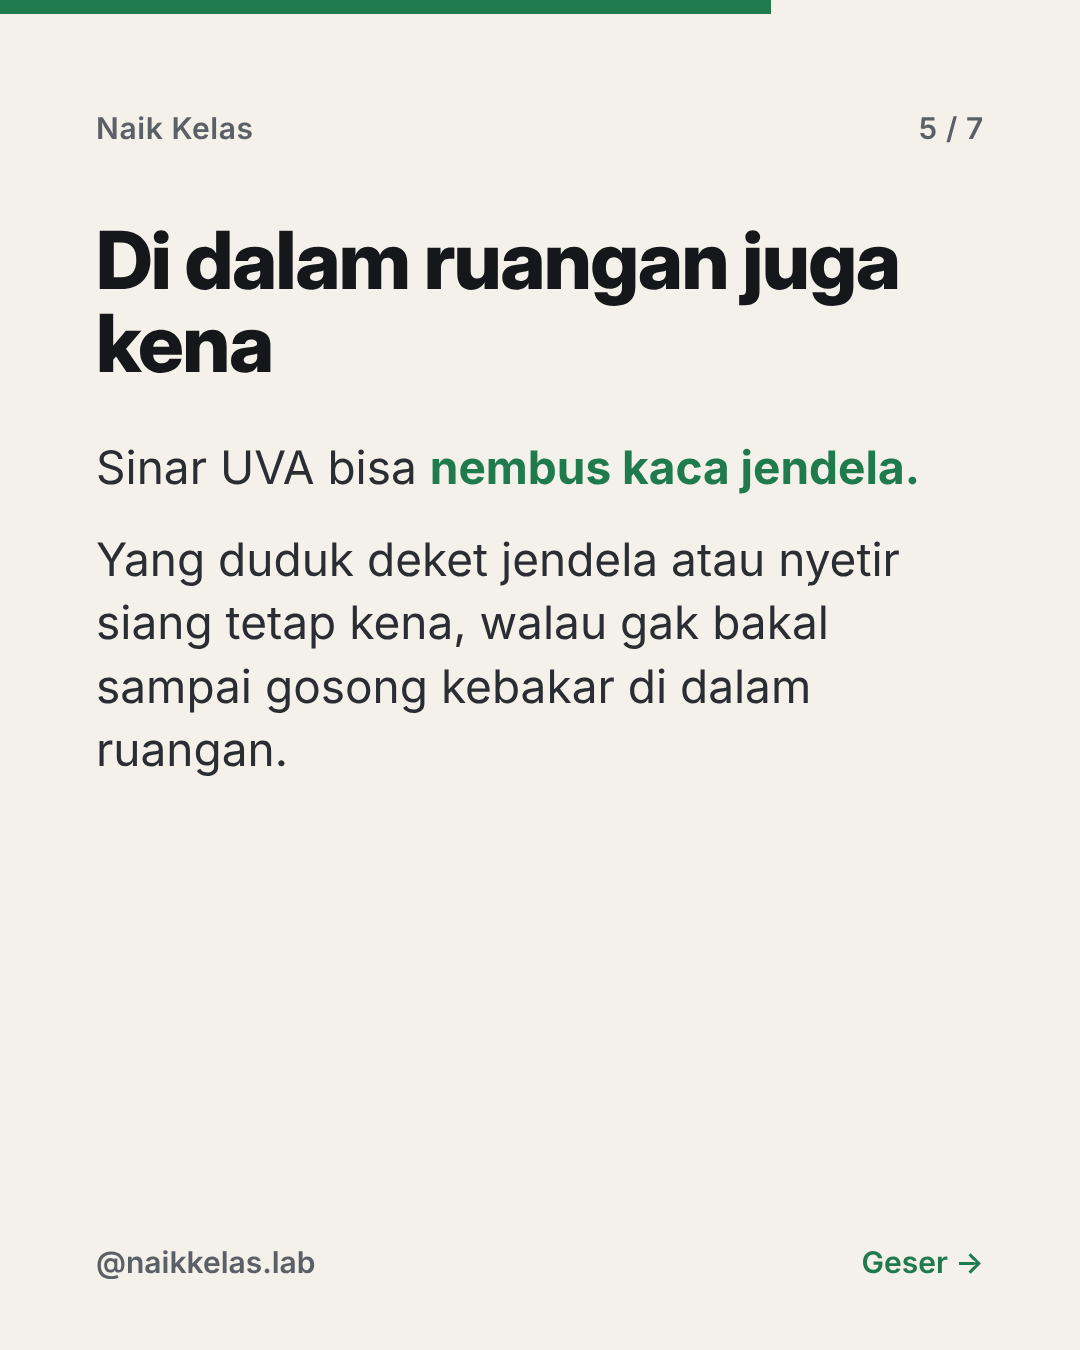 Naik Kelas
5 / 7
Di dalam ruangan juga
kena
Sinar UVA bisa nembus kaca jendela.
Yang duduk deket jendela atau nyetir
siang tetap kena, walau gak bakal
sampai gosong kebakar di dalam
ruangan.
@naikkelas.lab
Geser →